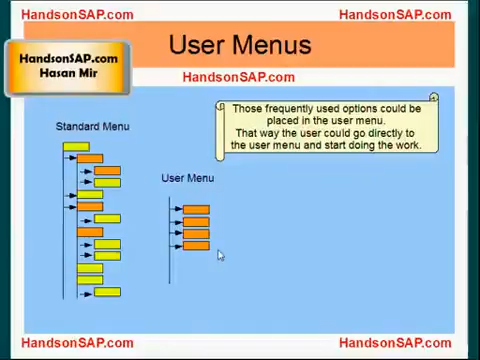 HandsonSAP.com
HandsonSAP.com
User Menus
HandsonSAP.com
Hasan Mir
HandsonSAP.com
Those frequently used options could be
placed in the user menu.
That way the user could go directly to
the user menu and start doing the work.
Standard Menu
User Menu
HandsonSAP.com
HandsonSAP.com